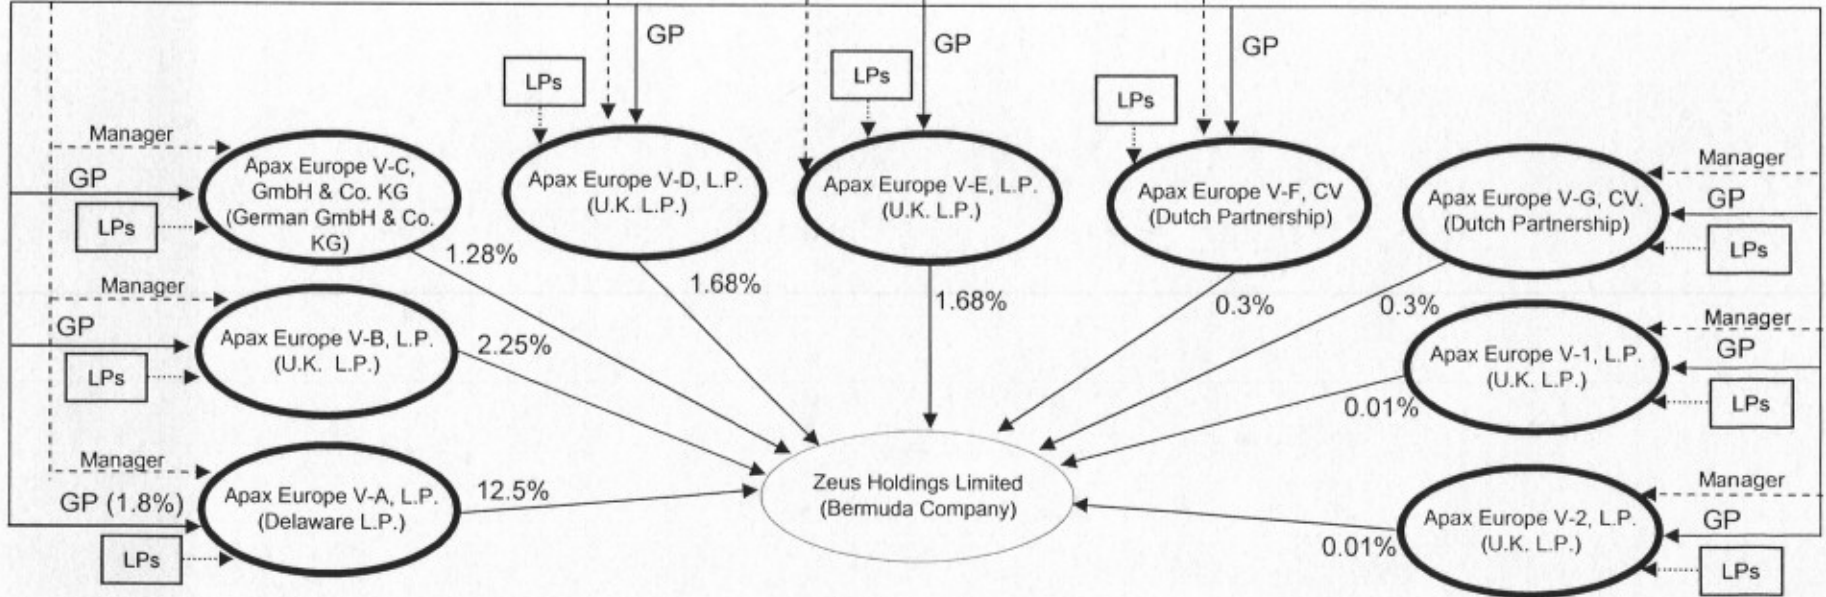 GP
GP
GP
LPs
LPs
LPs
Manager
GP
LPs
Apax Europe V-C,
GmbH & Co. KG
(German GmbH & Co.
KG)
Apax Europe V-D, L.P.
(U.K. L.P.)
Apax Europe V-E, L.P.
(U.K. L.P.)
Apax Europe V-F, CV
(Dutch Partnership)
Apax Europe V-G, CV.
(Dutch Partnership)
Manager
GP
LPs
1.28%
1.68%
1.68%
0.3%
0.3%
Manager
GP
LPs
Apax Europe V-B, L.P.
(U.K. L.P.)
2.25%
Apax Europe V-1, L.P.
(U.K. L.P.)
Manager
GP
LPs
0.01%
Manager
GP (1.8%)
LPs
Apax Europe V-A, L.P.
(Delaware L.P.)
12.5%
Zeus Holdings Limited
(Bermuda Company)
0.01%
Apax Europe V-2, L.P.
(U.K. L.P.)
Manager
GP
LPs